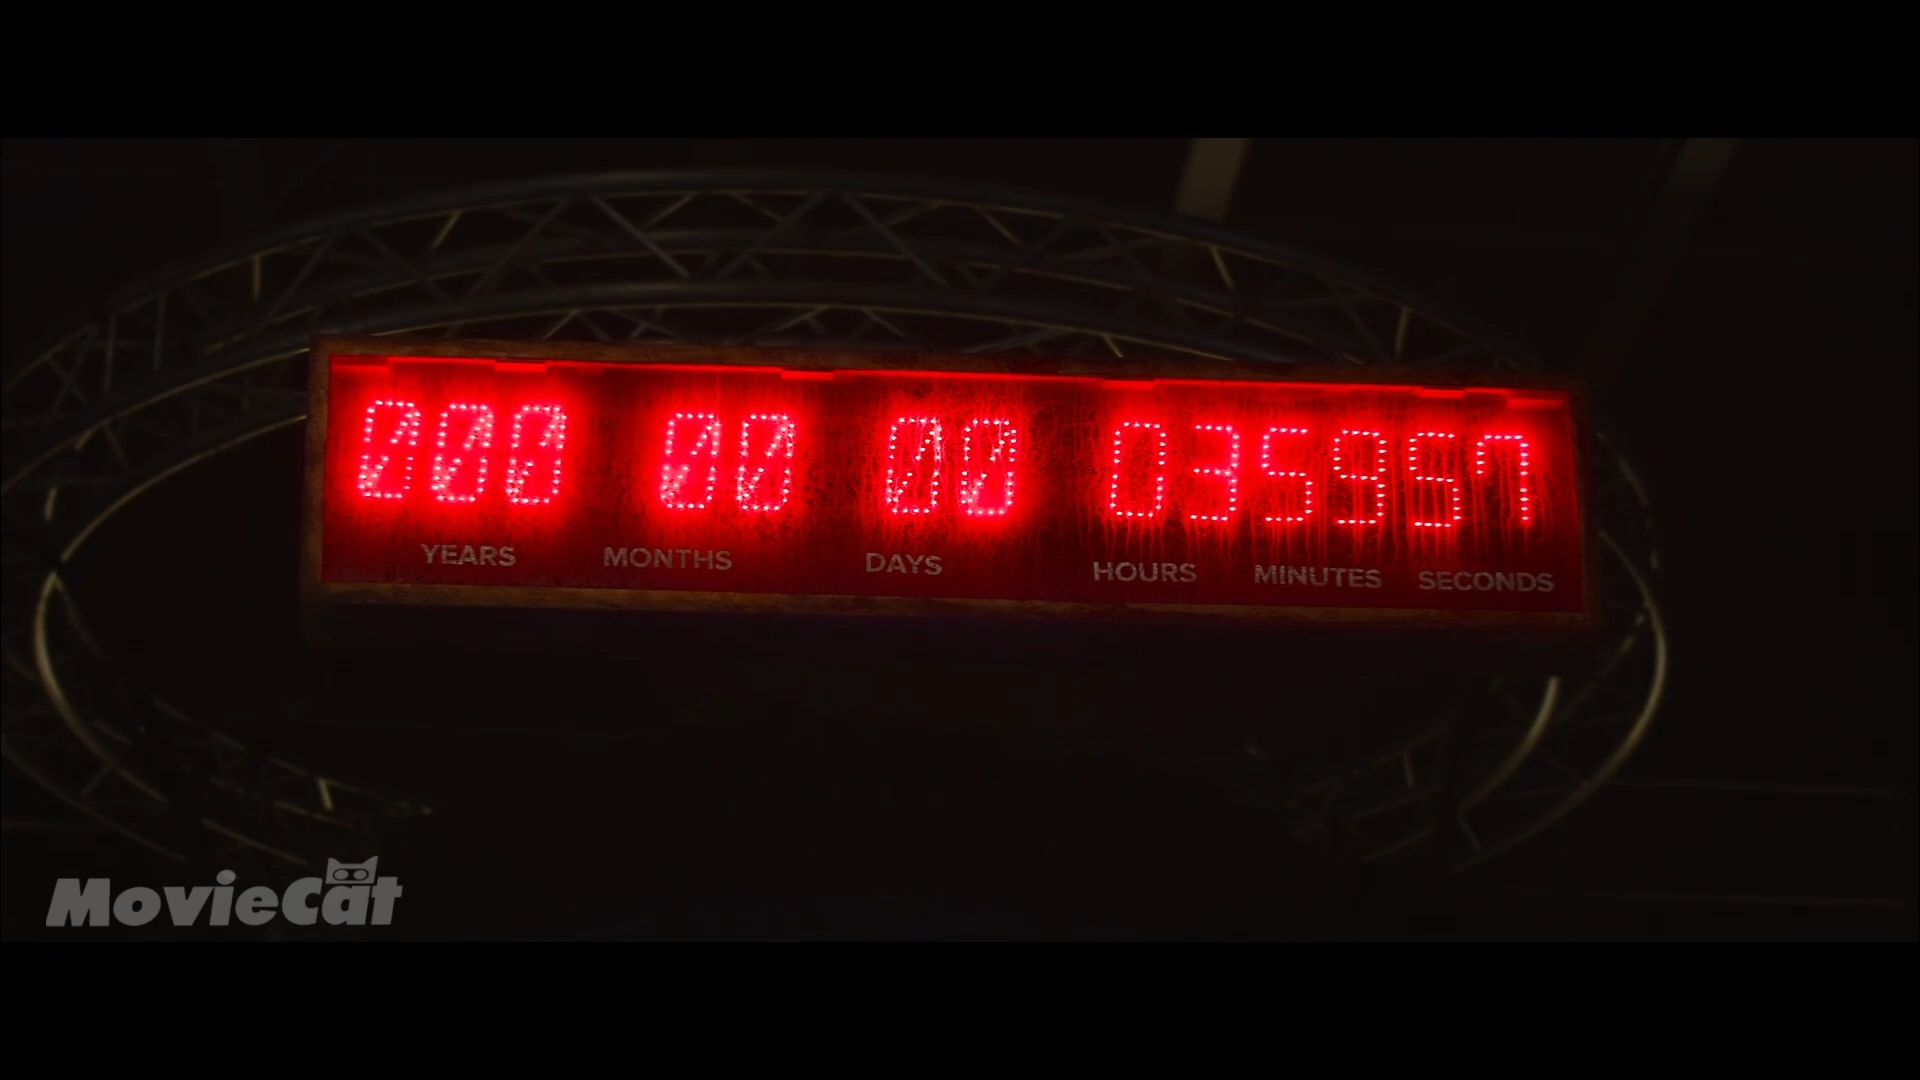 000 00 00 035957
YEARS MONTHS DAYS HOURS MINUTES SECONDS
MovieCat